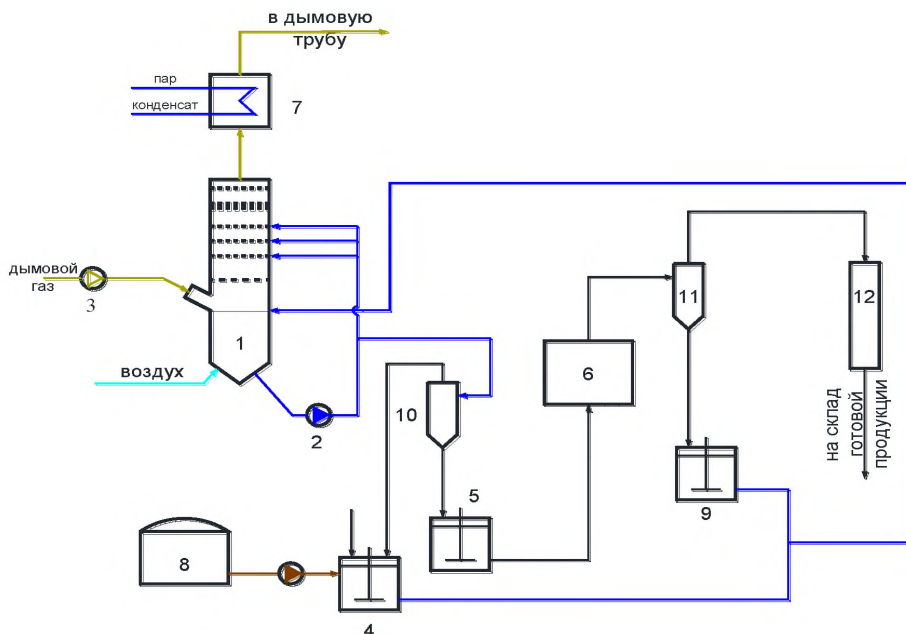 в дымовую
трубу
пар
конденсат
7
дымовой
газ
3
1
воздух
2
10
5
6
11
12
на склад
готовой
продукции
9
8
4